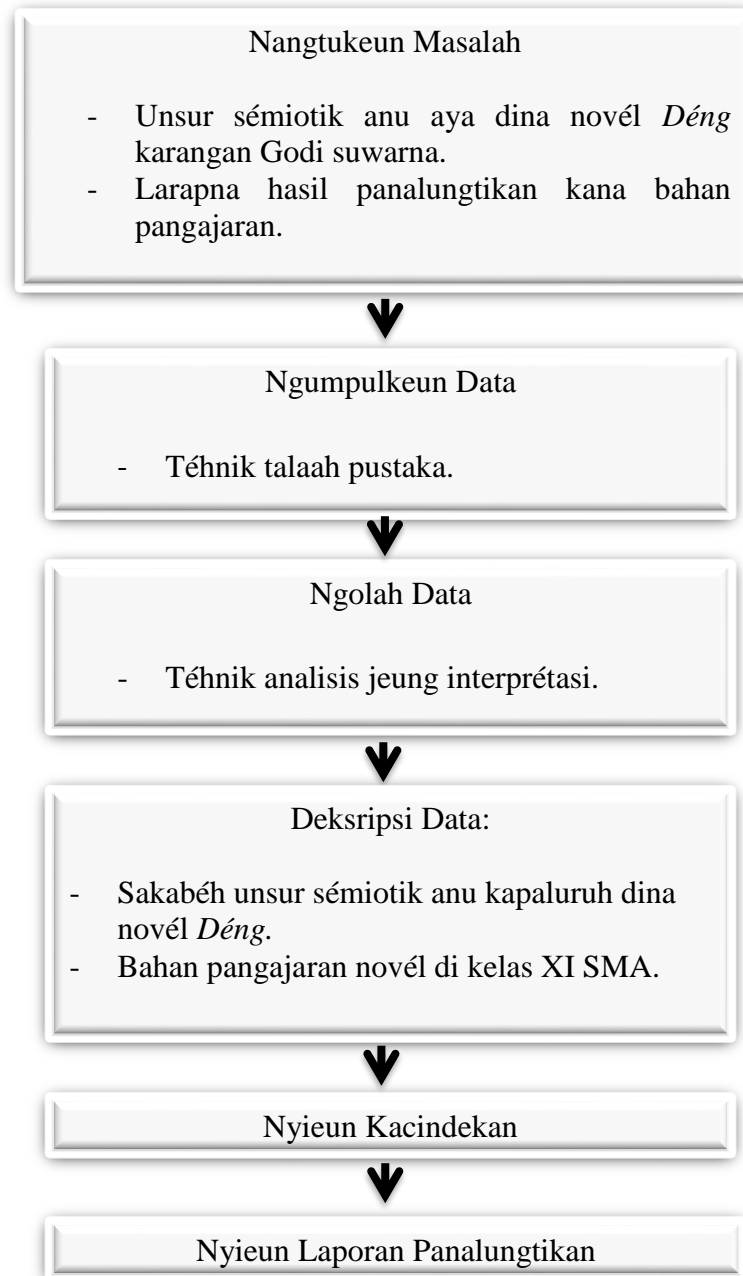 Nangtukeun Masalah
- Unsur sémiotik anu aya dina novél Déng
karangan Godi suwarna.
- Larapna hasil panalungtikan kana bahan
pangajaran.
Ngumpulkeun Data
- Téhnik talaah pustaka.
Ngolah Data
- Téhnik analisis jeung interprétasi.
Deksripsi Data:
- Sakabéh unsur sémiotik anu kapaluruh dina
novél Déng.
- Bahan pangajaran novél di kelas XI SMA.
Nyieun Kacindekan
Nyieun Laporan Panalungtikan